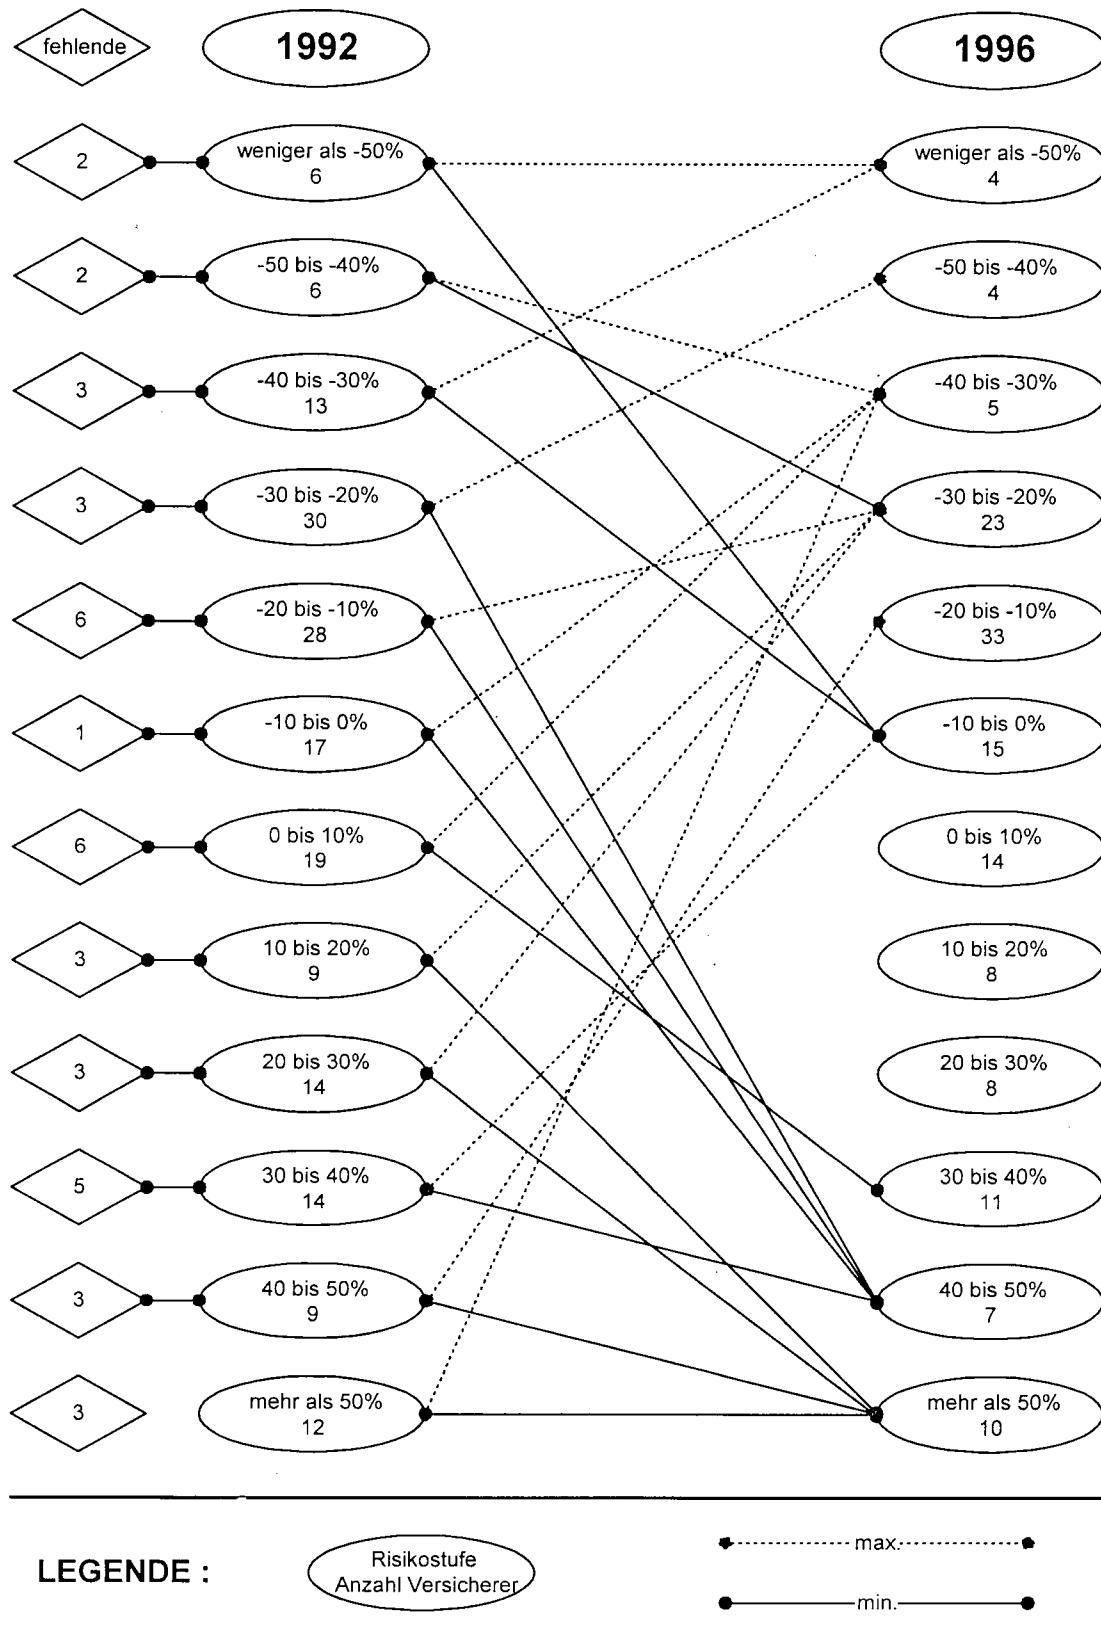 fehlende
1992
1996
2
weniger als -50%
6
weniger als -50%
4
2
-50 bis -40%
6
-50 bis -40%
4
3
-40 bis -30%
13
-40 bis -30%
5
3
-30 bis -20%
30
-30 bis -20%
23
6
-20 bis -10%
28
-20 bis -10%
33
1
-10 bis 0%
17
-10 bis 0%
15
6
0 bis 10%
19
0 bis 10%
14
3
10 bis 20%
9
10 bis 20%
8
3
20 bis 30%
14
20 bis 30%
8
5
30 bis 40%
14
30 bis 40%
11
3
40 bis 50%
9
40 bis 50%
7
3
mehr als 50%
12
mehr als 50%
10
LEGENDE :
Risikostufe
Anzahl Versicherer
max.
min.